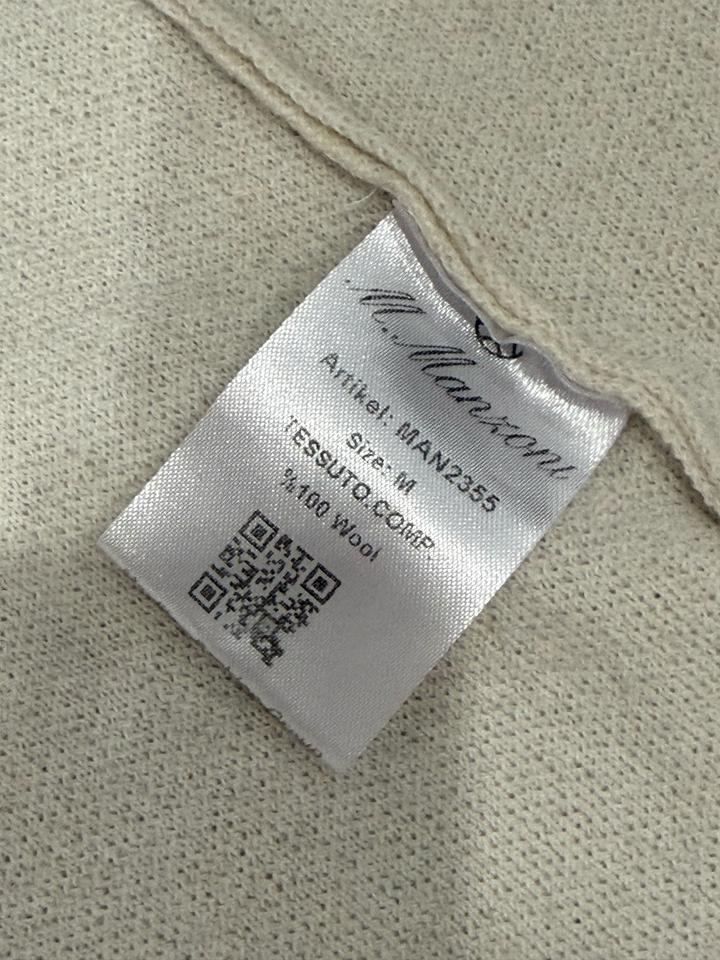 M. Manzoni
Artikel: MAN2355
Size: M
TESSUTO.COMP.
%100 Wool